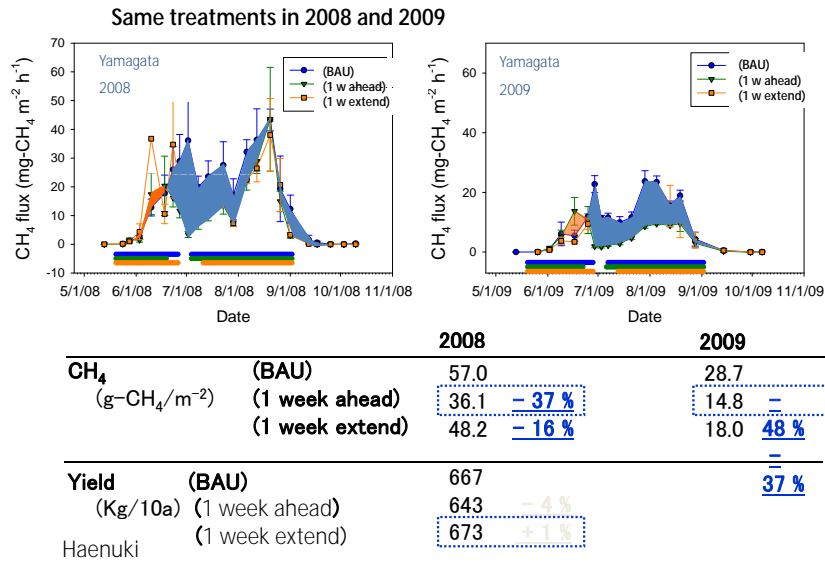 Same treatments in 2008 and 2009
CH4 flux (mg-CH4 m-2 h-1)
70
60
50
40
30
20
10
0
-10
Yamagata
2008
(BAU)
(1 w ahead)
(1 w extend)
5/1/08 6/1/08 7/1/08 8/1/08 9/1/08 10/1/08 11/1/08
Date
CH4 flux (mg-CH4 m-2 h-1)
60
40
20
0
Yamagata
2009
(BAU)
(1 w ahead)
(1 w extend)
5/1/09 6/1/09 7/1/09 8/1/09 9/1/09 10/1/09 11/1/09
Date
2008 2009
CH4 (BAU) 57.0 28.7
(g-CH4/m-2) (1 week ahead) 36.1 - 37 % 14.8 -
(1 week extend) 48.2 - 16 % 18.0 48 %
-
Yield (BAU) 667 37 %
(Kg/10a) (1 week ahead) 643 - 4 %
(1 week extend) 673 + 1 %
Haenuki